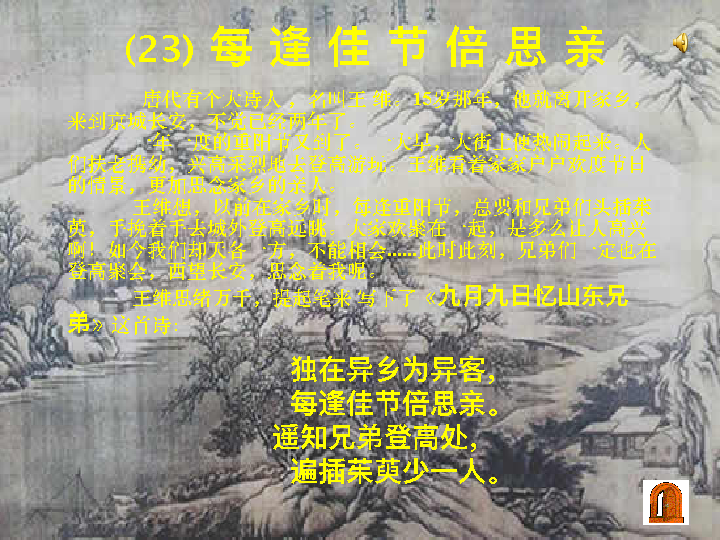 (23) 每逢佳节倍思亲
唐代有个大诗人，名叫王维。15岁那年，他就离开家乡，
来到京城长安，不觉已经两年了。
一年一度的重阳节又到了。一大早，大街上便热闹起来。人
们扶老携幼，兴高采烈地去登高游玩。王维看着家家户户欢度节日
的情景，更加思念家乡的亲人。
王维想，以前在家乡时，每逢重阳节，总要和兄弟们头插茱
萸，手挽着手去城外登高远眺。大家欢聚在一起，是多么让人高兴
啊！如今我们却天各一方，不能相会……此时此刻，兄弟们一定也在
登高聚会，西望长安，思念着我呢。
王维思绪万千，提起笔来写下了《九月九日忆山东兄
弟》这首诗：
独在异乡为异客，
每逢佳节倍思亲。
遥知兄弟登高处，
遍插茱萸少一人。